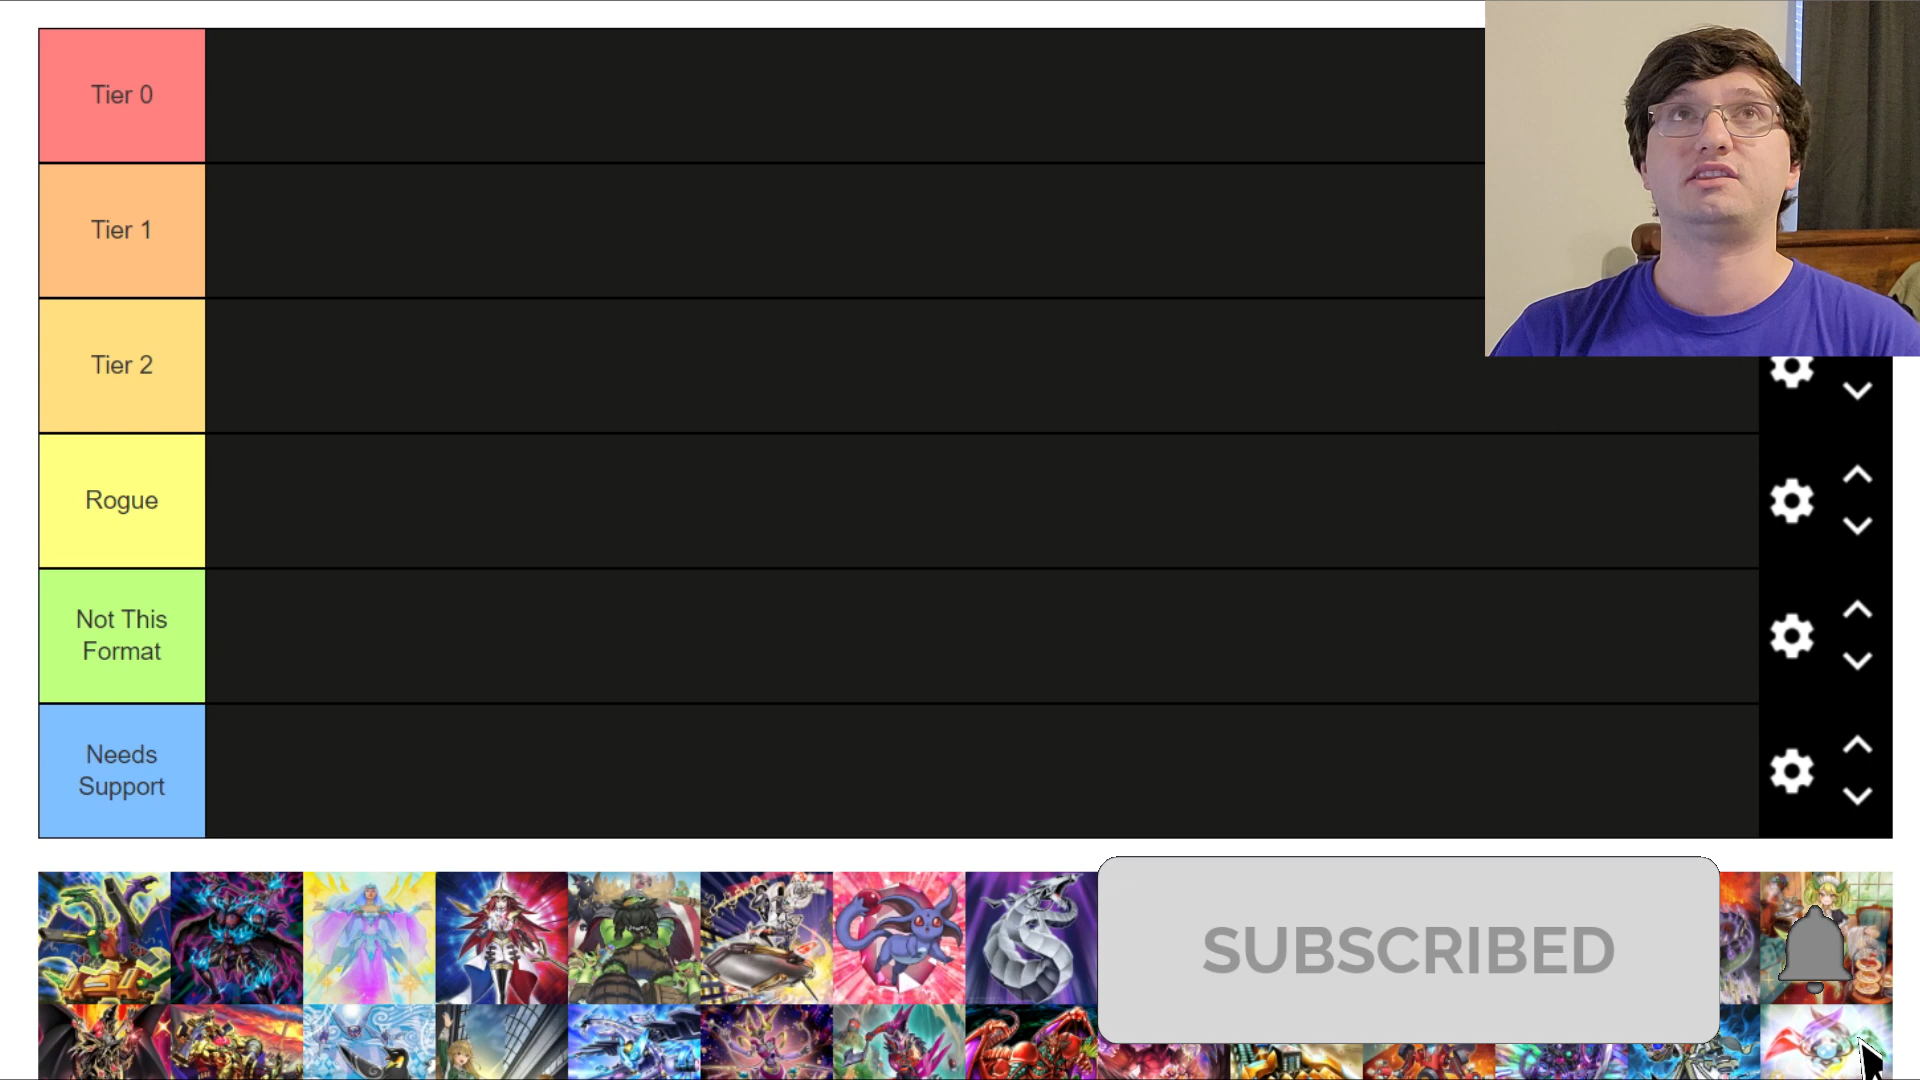 Tier 0
Tier 1
Tier 2
Rogue
Not This
Format
Needs
Support
SUBSCRIBED